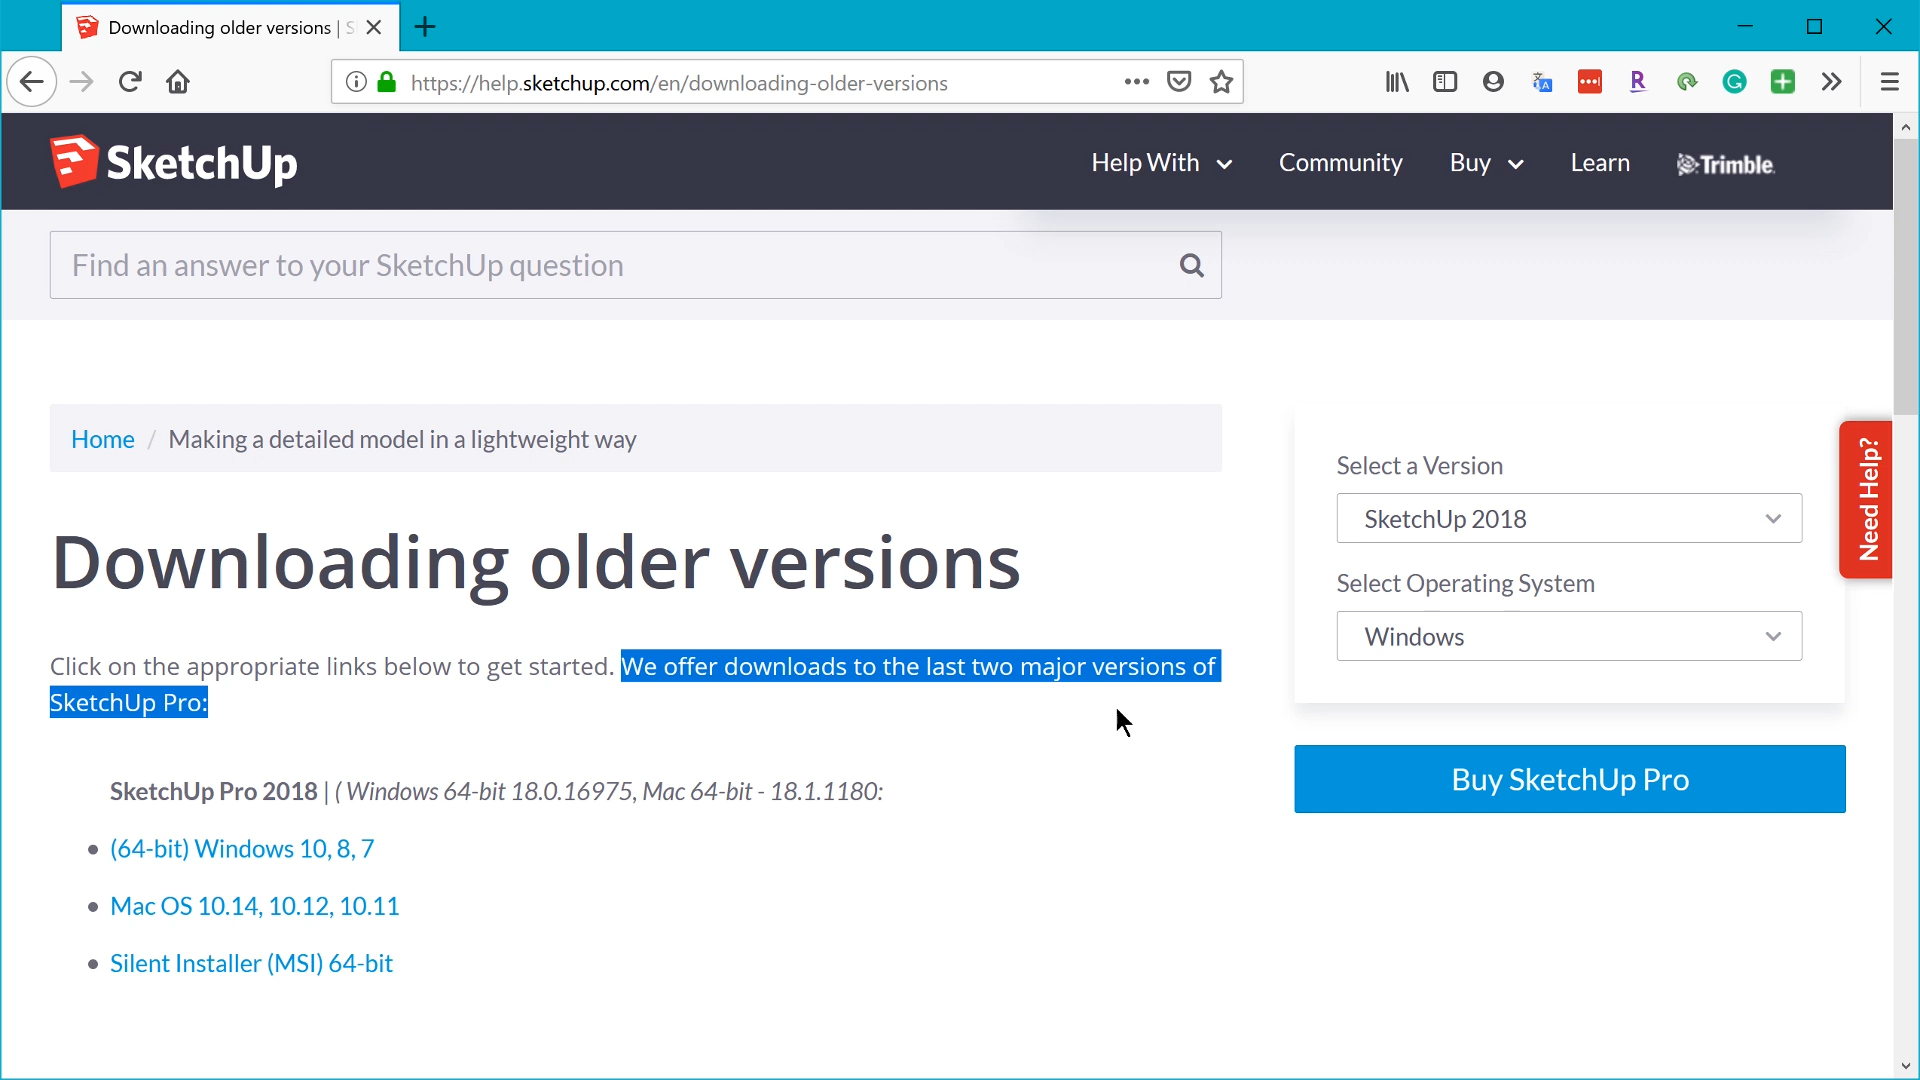 Downloading older versions | S
https://help.sketchup.com/en/downloading-older-versions
SketchUp
Help With
Community
Buy
Learn
Trimble.
Find an answer to your SketchUp question
Home / Making a detailed model in a lightweight way
Downloading older versions
Click on the appropriate links below to get started. We offer downloads to the last two major versions of
SketchUp Pro:
SketchUp Pro 2018 | ( Windows 64-bit 18.0.16975, Mac 64-bit - 18.1.1180:
• (64-bit) Windows 10, 8, 7
• Mac OS 10.14, 10.12, 10.11
• Silent Installer (MSI) 64-bit
Select a Version
SketchUp 2018
Select Operating System
Windows
Buy SketchUp Pro
Need Help?